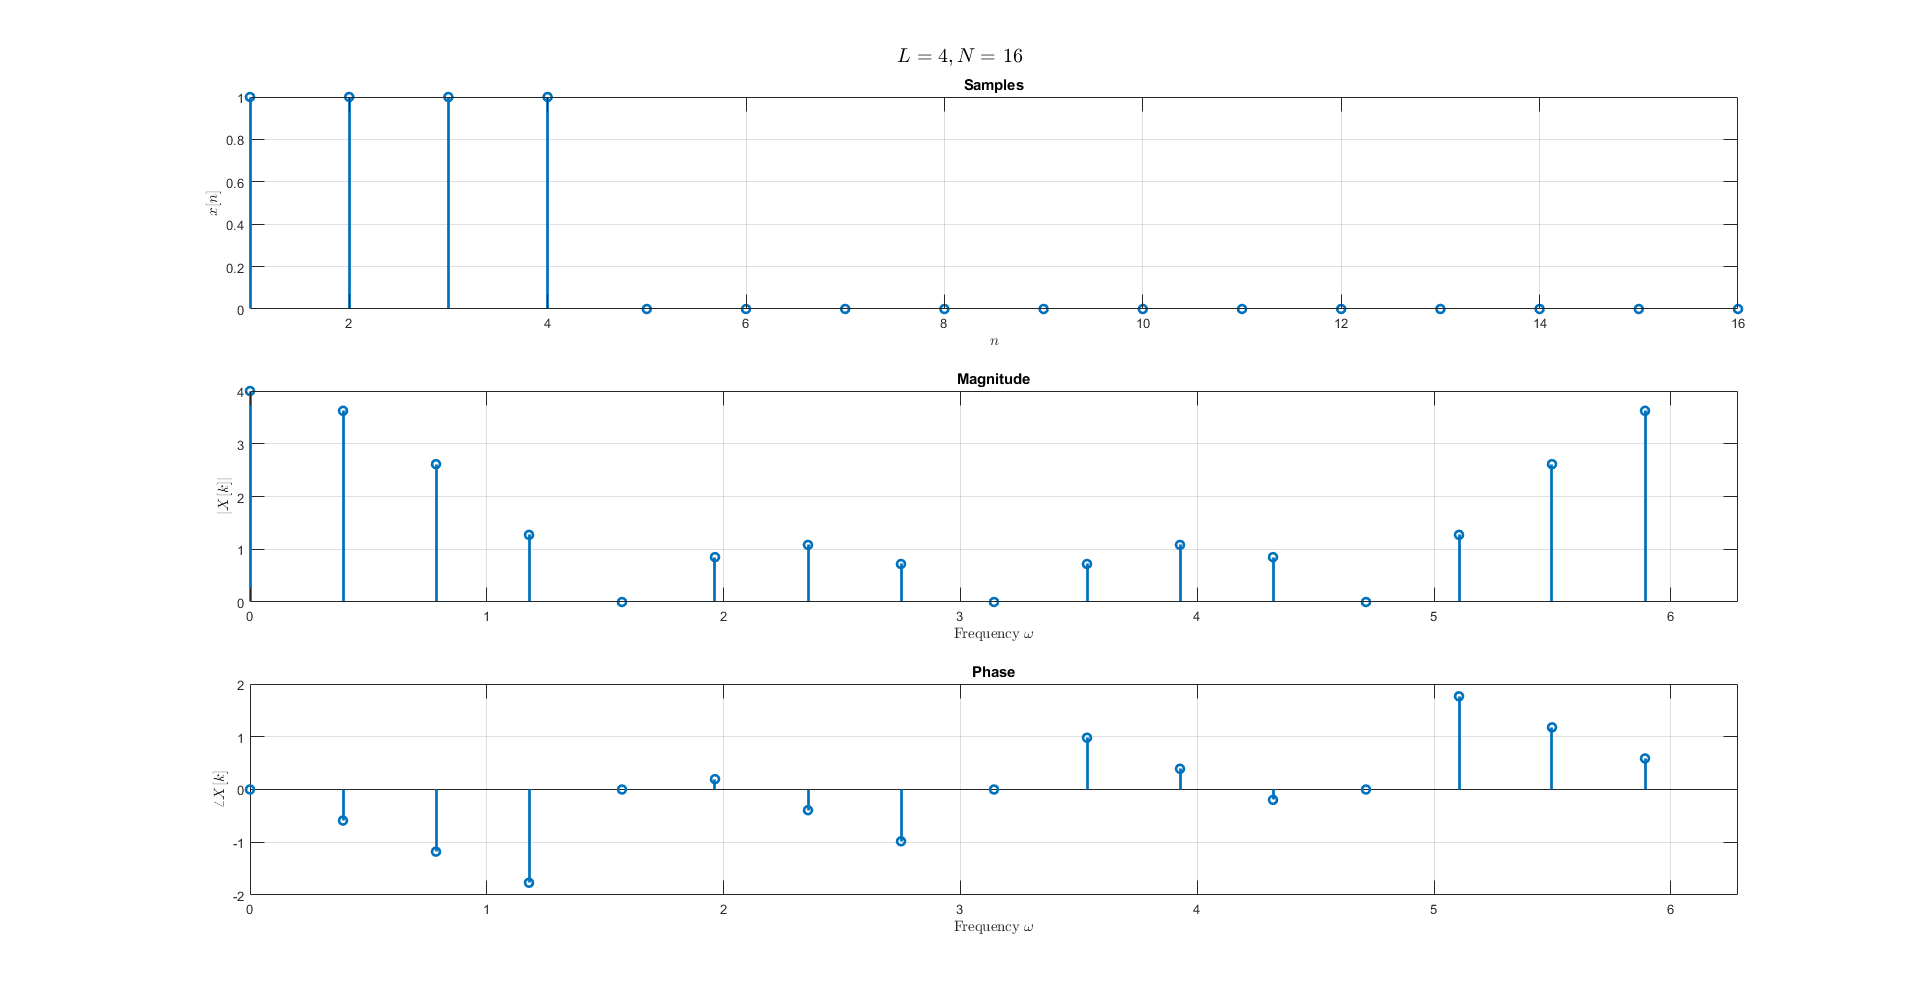 L = 4, N = 16
Samples
1
0.8
0.6
0.4
0.2
0
x[n]
2 4 6 8 10 12 14 16
n
Magnitude
4
3
2
1
0
|X[k]|
0 1 2 3 4 5 6
Frequency ω
Phase
2
1
0
-1
-2
∠X[k]
0 1 2 3 4 5 6
Frequency ω